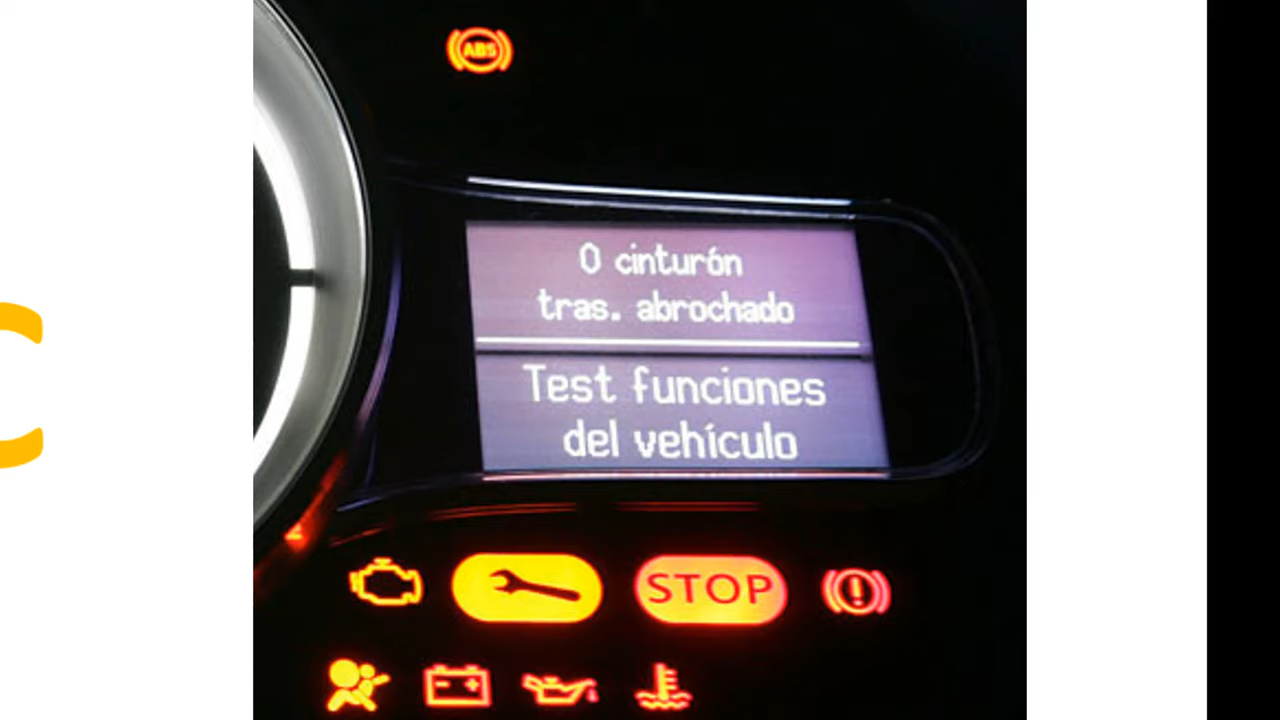 ABS
0 cinturón
tras. abrochado
Test funciones
del vehículo
STOP